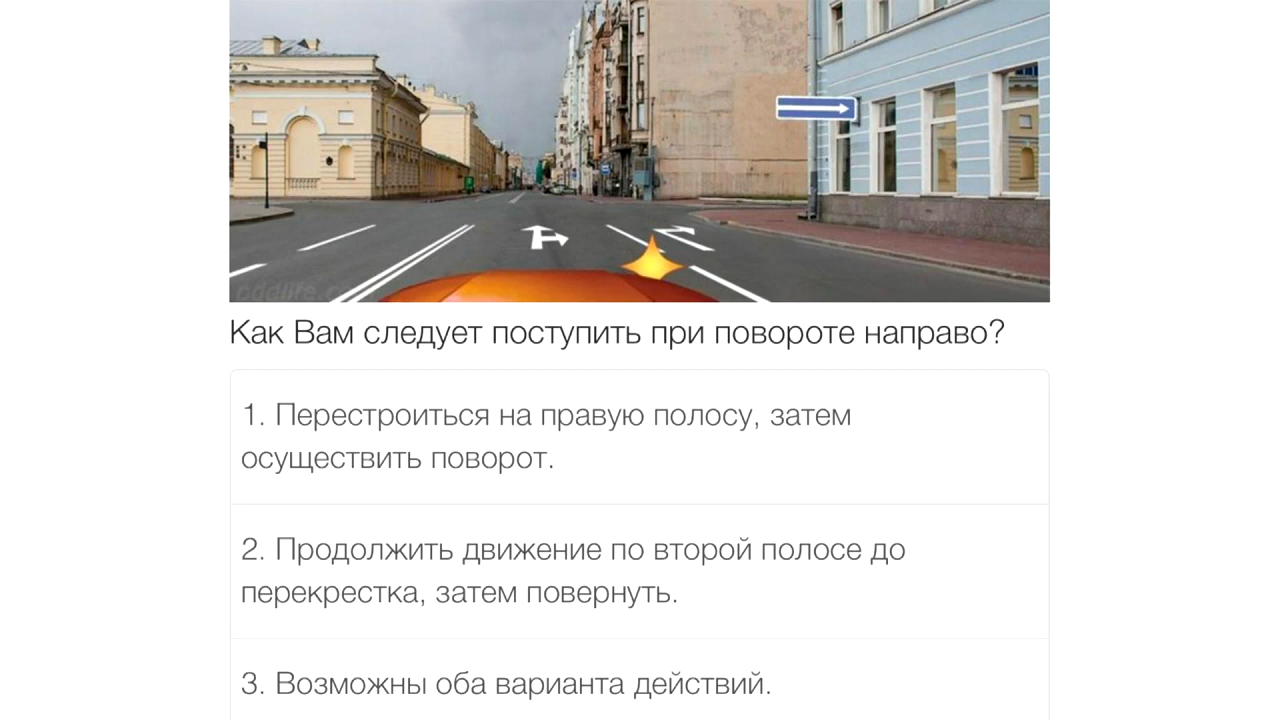 pddlife.c
Как Вам следует поступить при повороте направо?
1. Перестроиться на правую полосу, затем
осуществить поворот.
2. Продолжить движение по второй полосе до
перекрестка, затем повернуть.
3. Возможны оба варианта действий.